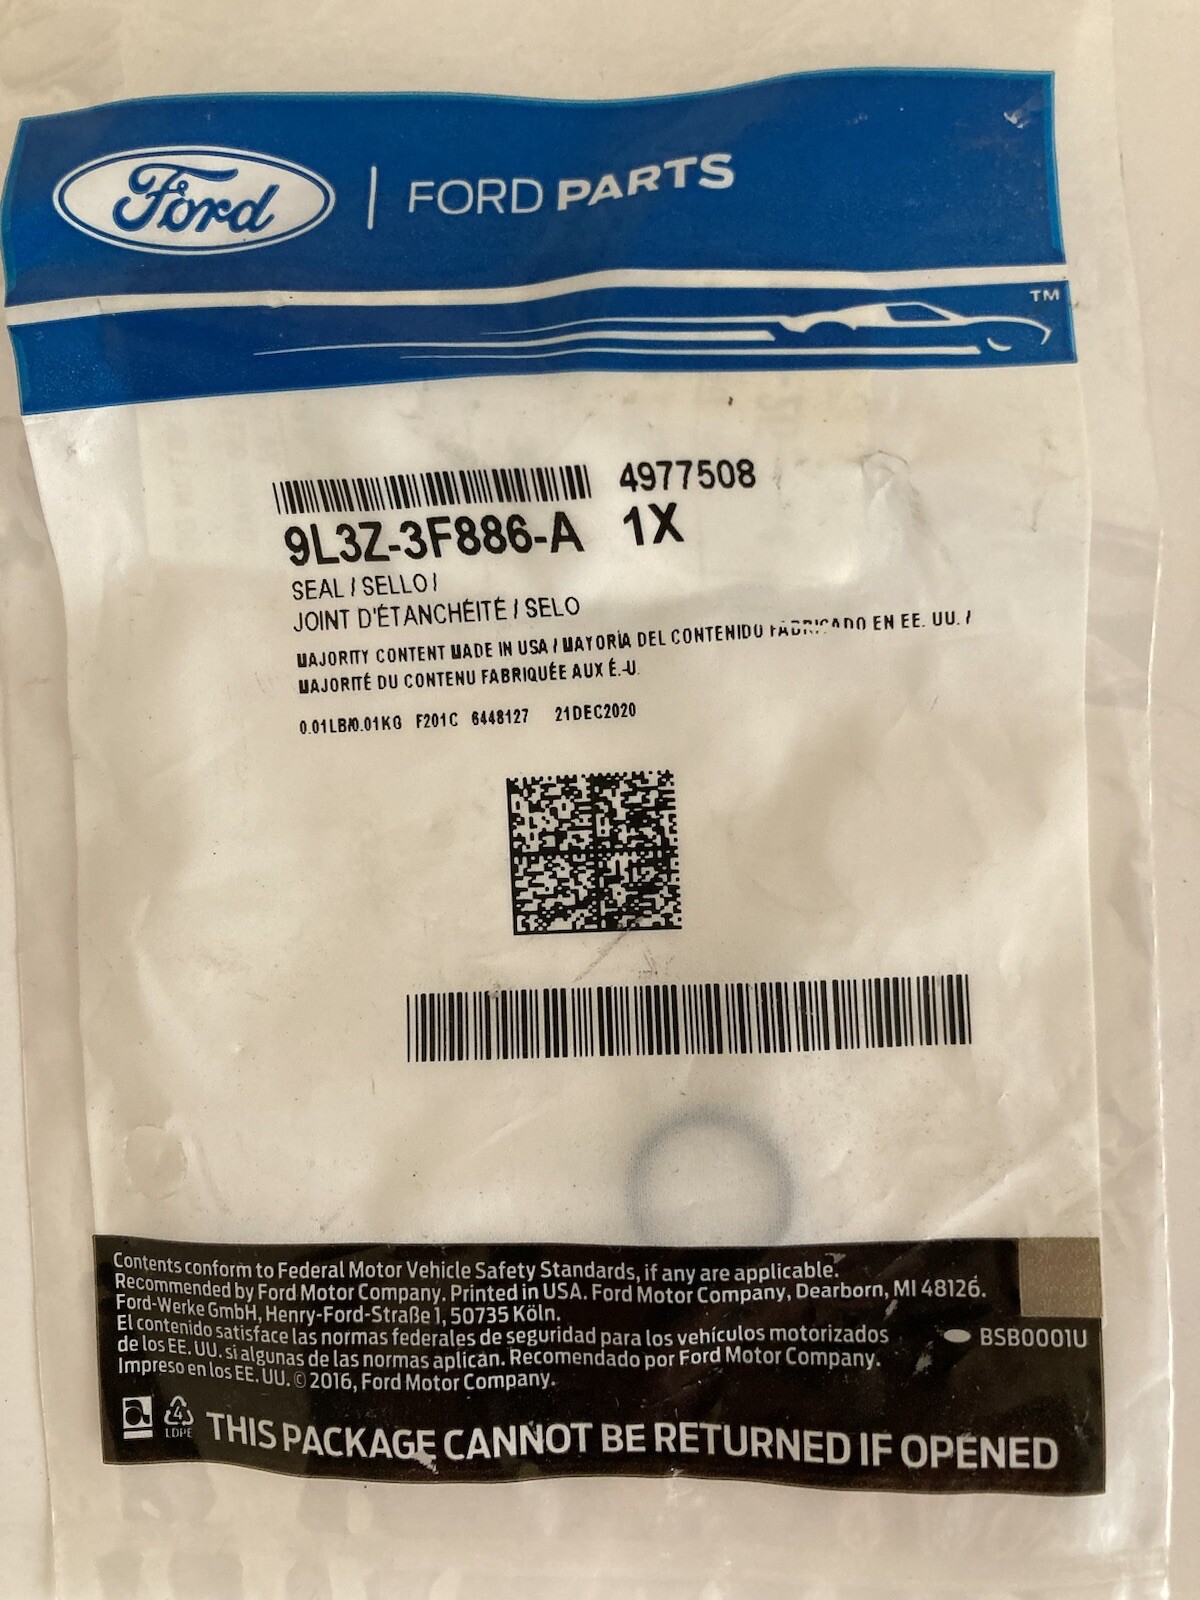 Ford | FORD PARTS
TM
4977508
9L3Z-3F886-A 1X
SEAL / SELLO /
JOINT D'ÉTANCHÉITÉ / SELO
MAJORITY CONTENT MADE IN USA / MAYORÍA DEL CONTENIDO FABRICADO EN EE. UU. /
MAJORITÉ DU CONTENU FABRIQUÉE AUX É.-U.
0.01LB/0.01KG F201C 6448127 21DEC2020
Contents conform to Federal Motor Vehicle Safety Standards, if any are applicable.
Recommended by Ford Motor Company. Printed in USA. Ford Motor Company, Dearborn, MI 48126.
Ford-Werke GmbH, Henry-Ford-Straße 1, 50735 Köln.
El contenido satisface las normas federales de seguridad para los vehículos motorizados
de los EE. UU. si algunas de las normas aplican. Recomendado por Ford Motor Company.
Impreso en los EE. UU. © 2016, Ford Motor Company.
BSB0001U
a
4
LDPE
THIS PACKAGE CANNOT BE RETURNED IF OPENED